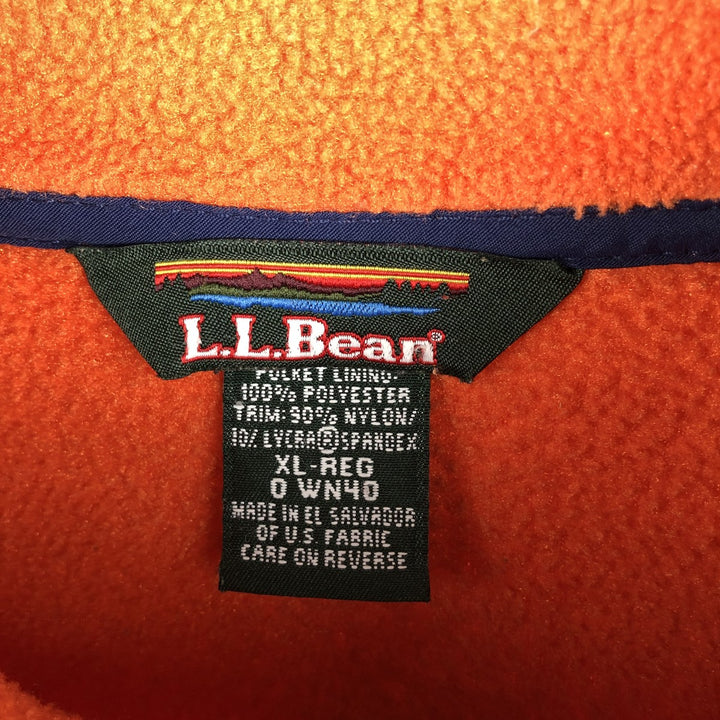 L.L.Bean®
POCKET LINING:
100% POLYESTER
TRIM: 90% NYLON/
10% LYCRA®SPANDEX
XL-REG
0 WN40
MADE IN EL SALVADOR
OF U.S. FABRIC
CARE ON REVERSE